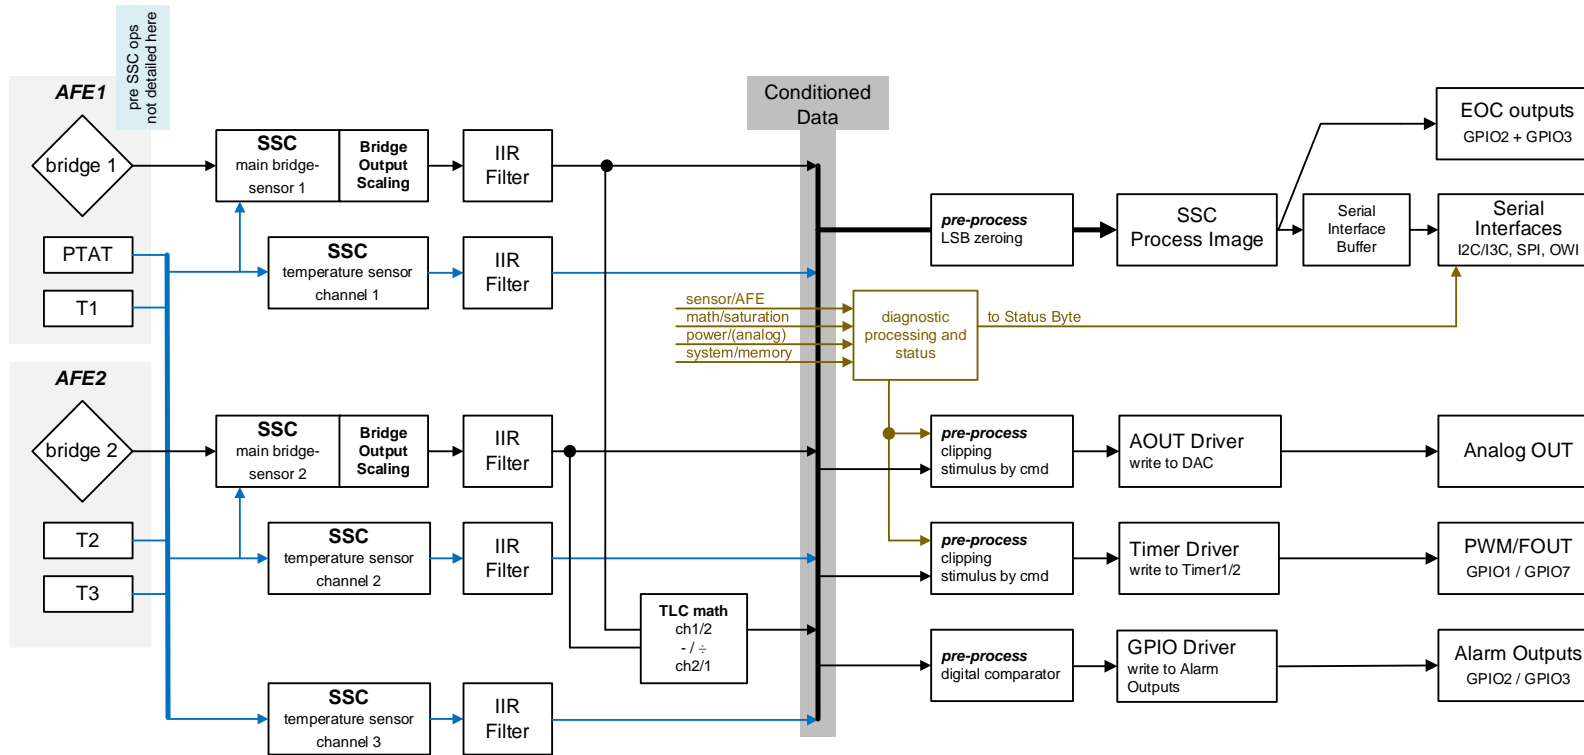 pre SSC ops
not detailed here
AFE1
bridge 1
PTAT
T1
AFE2
bridge 2
T2
T3
SSC
main bridge-
sensor 1
Bridge
Output
Scaling
IIR
Filter
SSC
temperature sensor
channel 1
IIR
Filter
SSC
main bridge-
sensor 2
Bridge
Output
Scaling
IIR
Filter
SSC
temperature sensor
channel 2
IIR
Filter
SSC
temperature sensor
channel 3
IIR
Filter
TLC math
ch1/2
- / ÷
ch2/1
Conditioned
Data
sensor/AFE
math/saturation
power/(analog)
system/memory
diagnostic
processing and
status
to Status Byte
pre-process
LSB zeroing
SSC
Process Image
Serial
Interface
Buffer
EOC outputs
GPIO2 + GPIO3
Serial
Interfaces
I2C/I3C, SPI, OWI
pre-process
clipping
stimulus by cmd
AOUT Driver
write to DAC
Analog OUT
pre-process
clipping
stimulus by cmd
Timer Driver
write to Timer1/2
PWM/FOUT
GPIO1 / GPIO7
pre-process
digital comparator
GPIO Driver
write to Alarm
Outputs
Alarm Outputs
GPIO2 / GPIO3